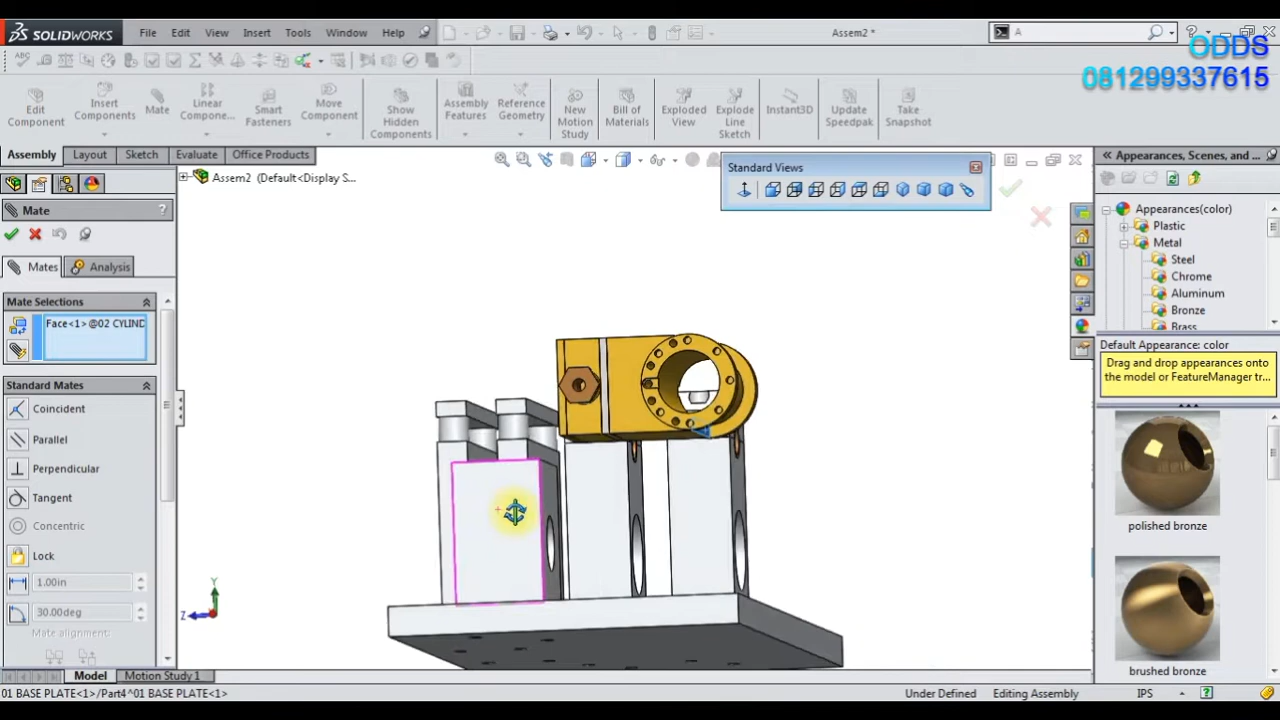 SOLIDWORKS File Edit View Insert Tools Window Help Assem2 * A
ODDS
081299337615
Edit Component
Insert Components
Mate
Linear Compone...
Smart Fasteners
Move Component
Show Hidden Components
Assembly Features
Reference Geometry
New Motion Study
Bill of Materials
Exploded View
Explode Line Sketch
Instant3D
Update Speedpak
Take Snapshot
Assembly Layout Sketch Evaluate Office Products
Standard Views
Appearances, Scenes, and ...
Assem2 (Default<Display S...
Mate ?
Mates Analysis
Mate Selections
Face<1> @02 CYLIND
Standard Mates
Coincident
Parallel
Perpendicular
Tangent
Concentric
Lock
1.00in
30.00deg
Mate alignment:
Y
Z
Appearances(color)
Plastic
Metal
Steel
Chrome
Aluminum
Bronze
Brass
Default Appearance: color
Drag and drop appearances onto
the model or FeatureManager tr...
polished bronze
brushed bronze
Model Motion Study 1
01 BASE PLATE<1>/Part4^01 BASE PLATE<1> Under Defined Editing Assembly IPS ?